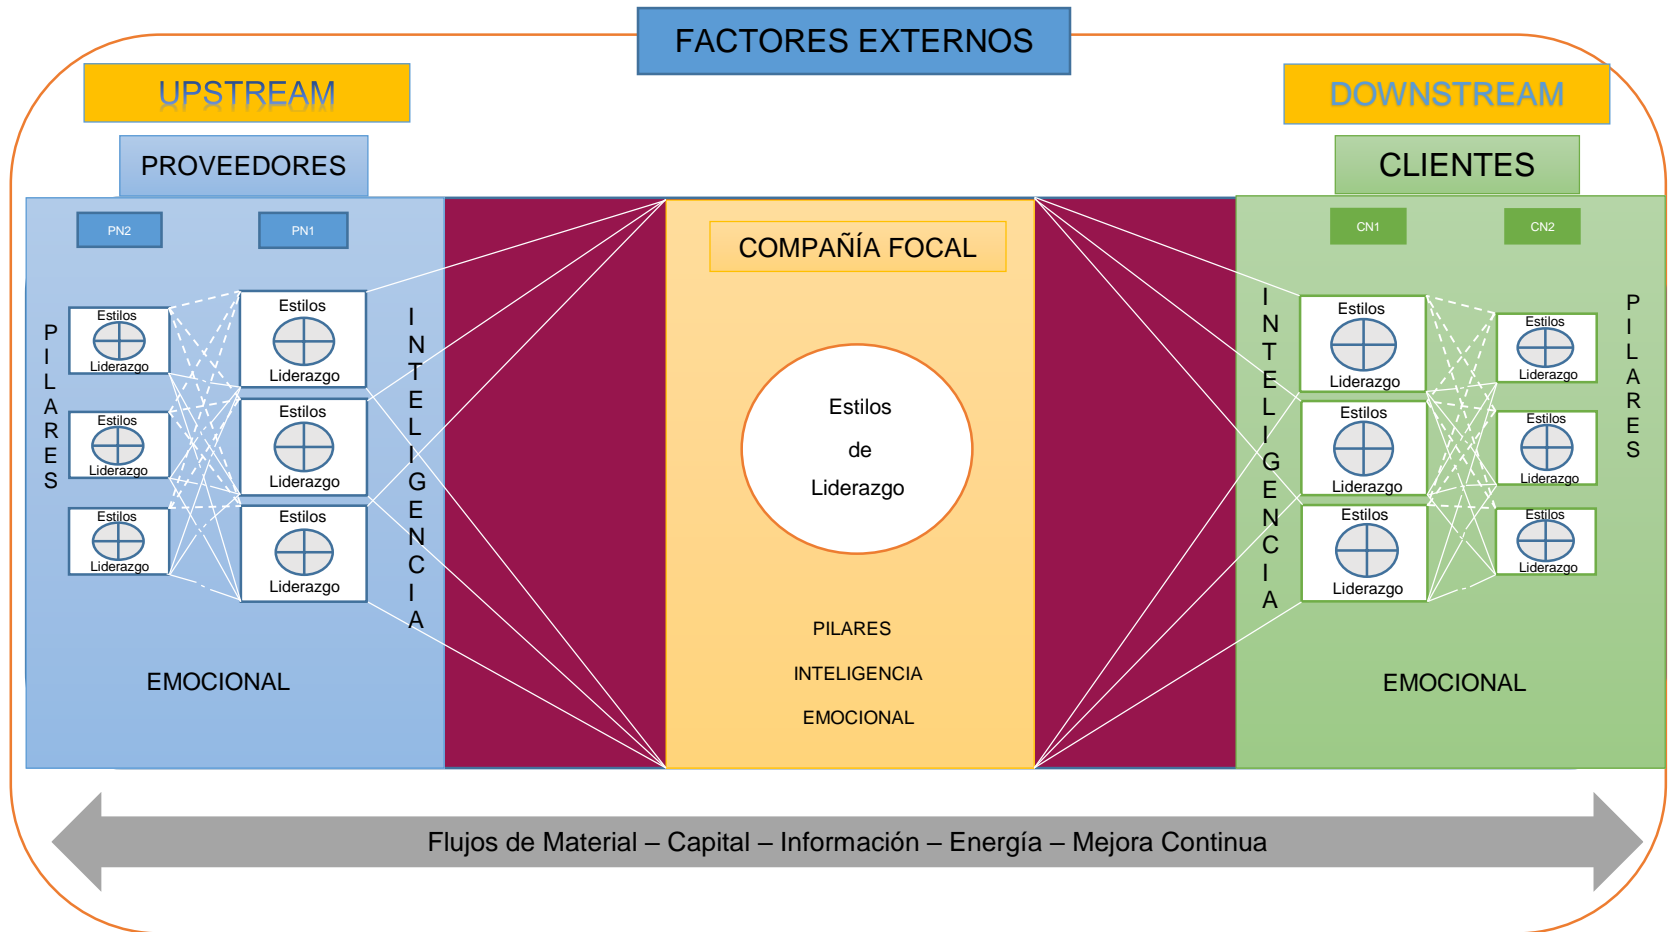 FACTORES EXTERNOS
UPSTREAM
DOWNSTREAM
PROVEEDORES
CLIENTES
PN2
PN1
COMPAÑÍA FOCAL
CN1
CN2
PILARES
Estilos
Liderazgo
Estilos
Liderazgo
Estilos
Liderazgo
Estilos
Liderazgo
Estilos
Liderazgo
Estilos
Liderazgo
INTELIGENCIA
EMOCIONAL
Estilos
de
Liderazgo
PILARES
INTELIGENCIA
EMOCIONAL
INTELIGENCIA
Estilos
Liderazgo
Estilos
Liderazgo
Estilos
Liderazgo
Estilos
Liderazgo
Estilos
Liderazgo
Estilos
Liderazgo
PILARES
EMOCIONAL
Flujos de Material – Capital – Información – Energía – Mejora Continua